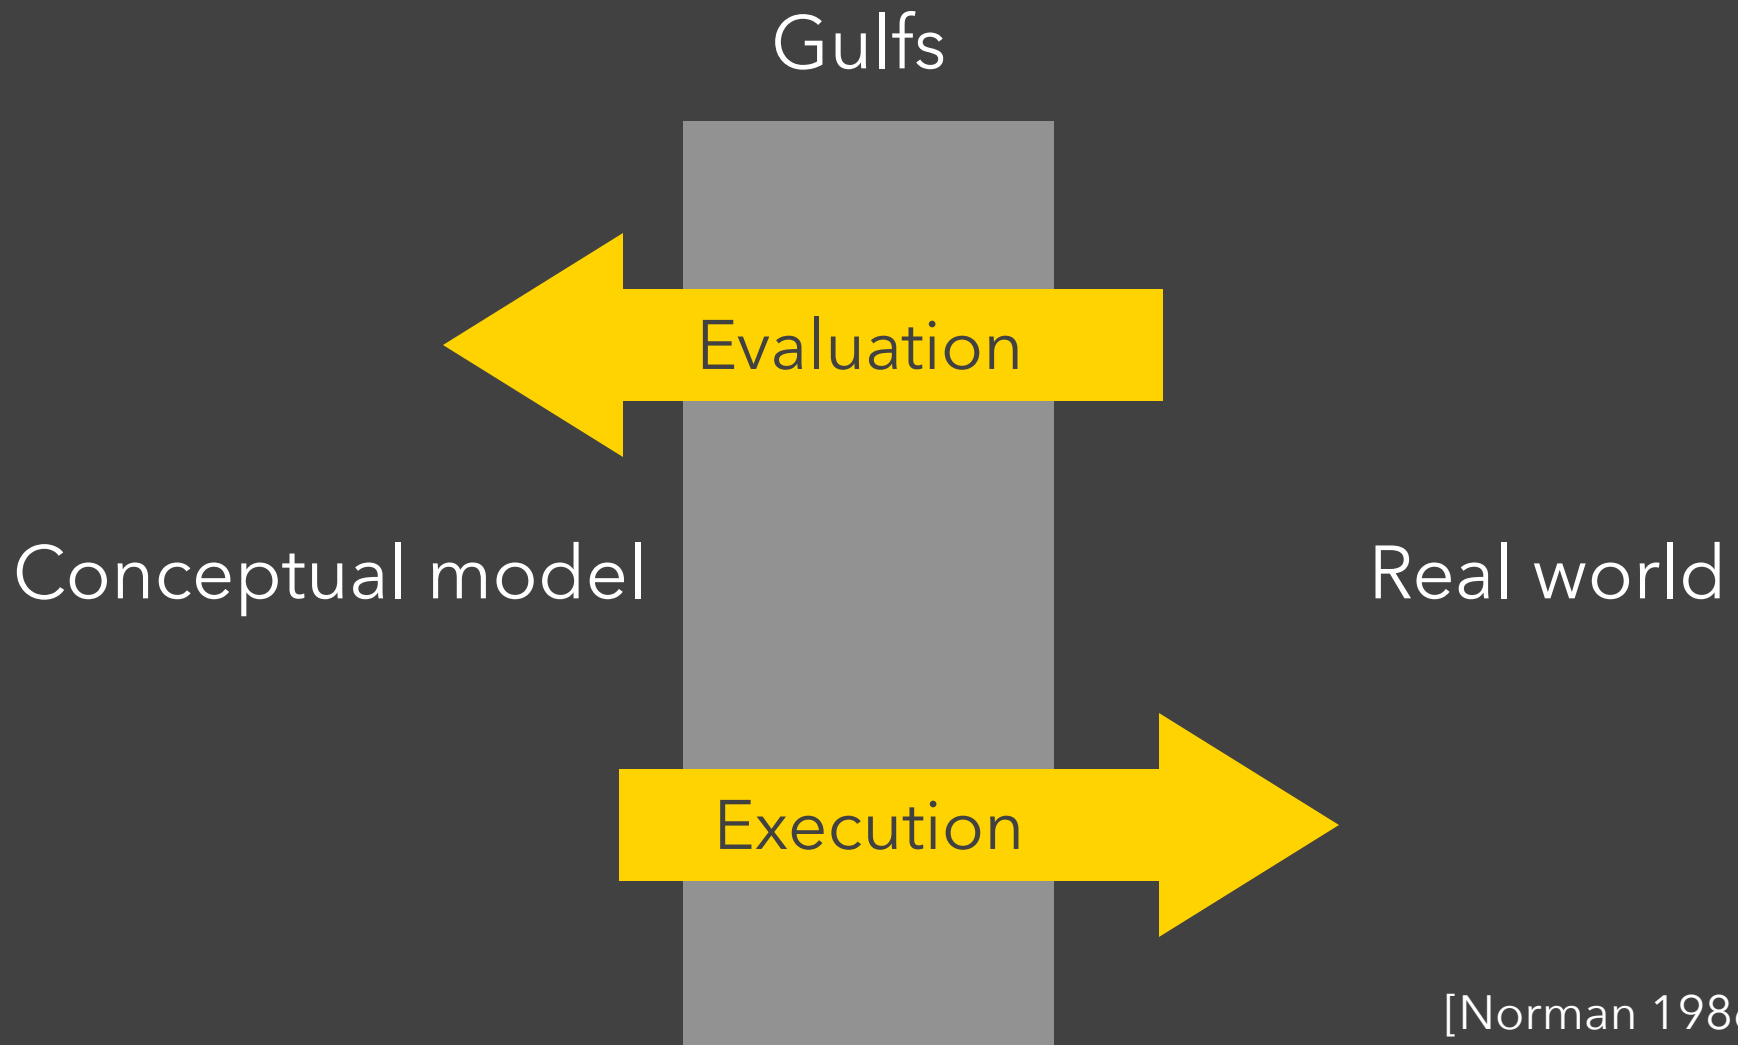 Gulfs
Evaluation
Conceptual model
Real world
Execution
[Norman 198